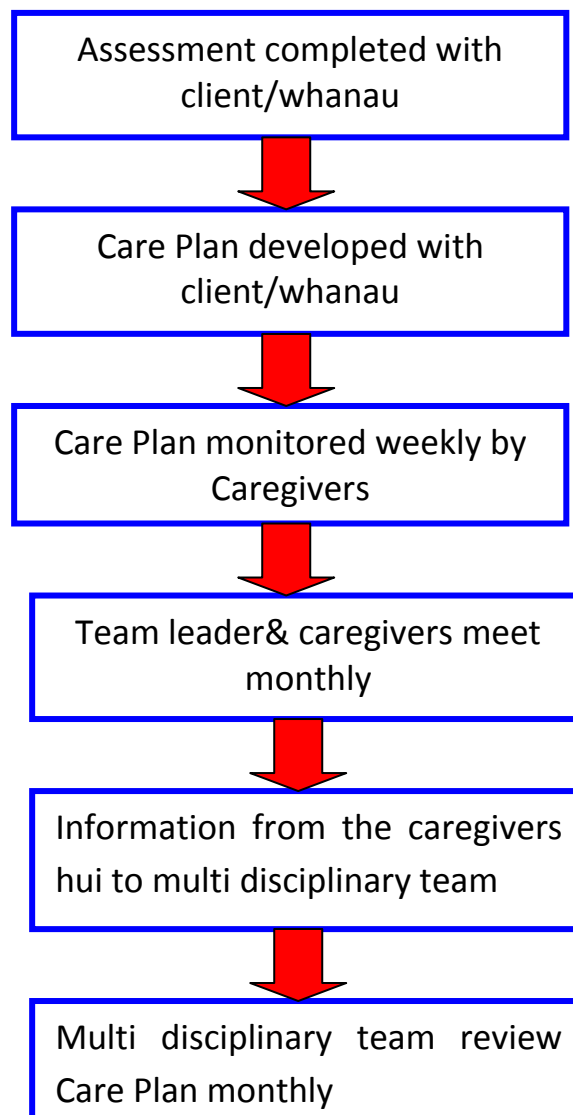 Assessment completed with
client/whanau
Care Plan developed with
client/whanau
Care Plan monitored weekly by
Caregivers
Team leader& caregivers meet
monthly
Information from the caregivers
hui to multi disciplinary team
Multi disciplinary team review
Care Plan monthly